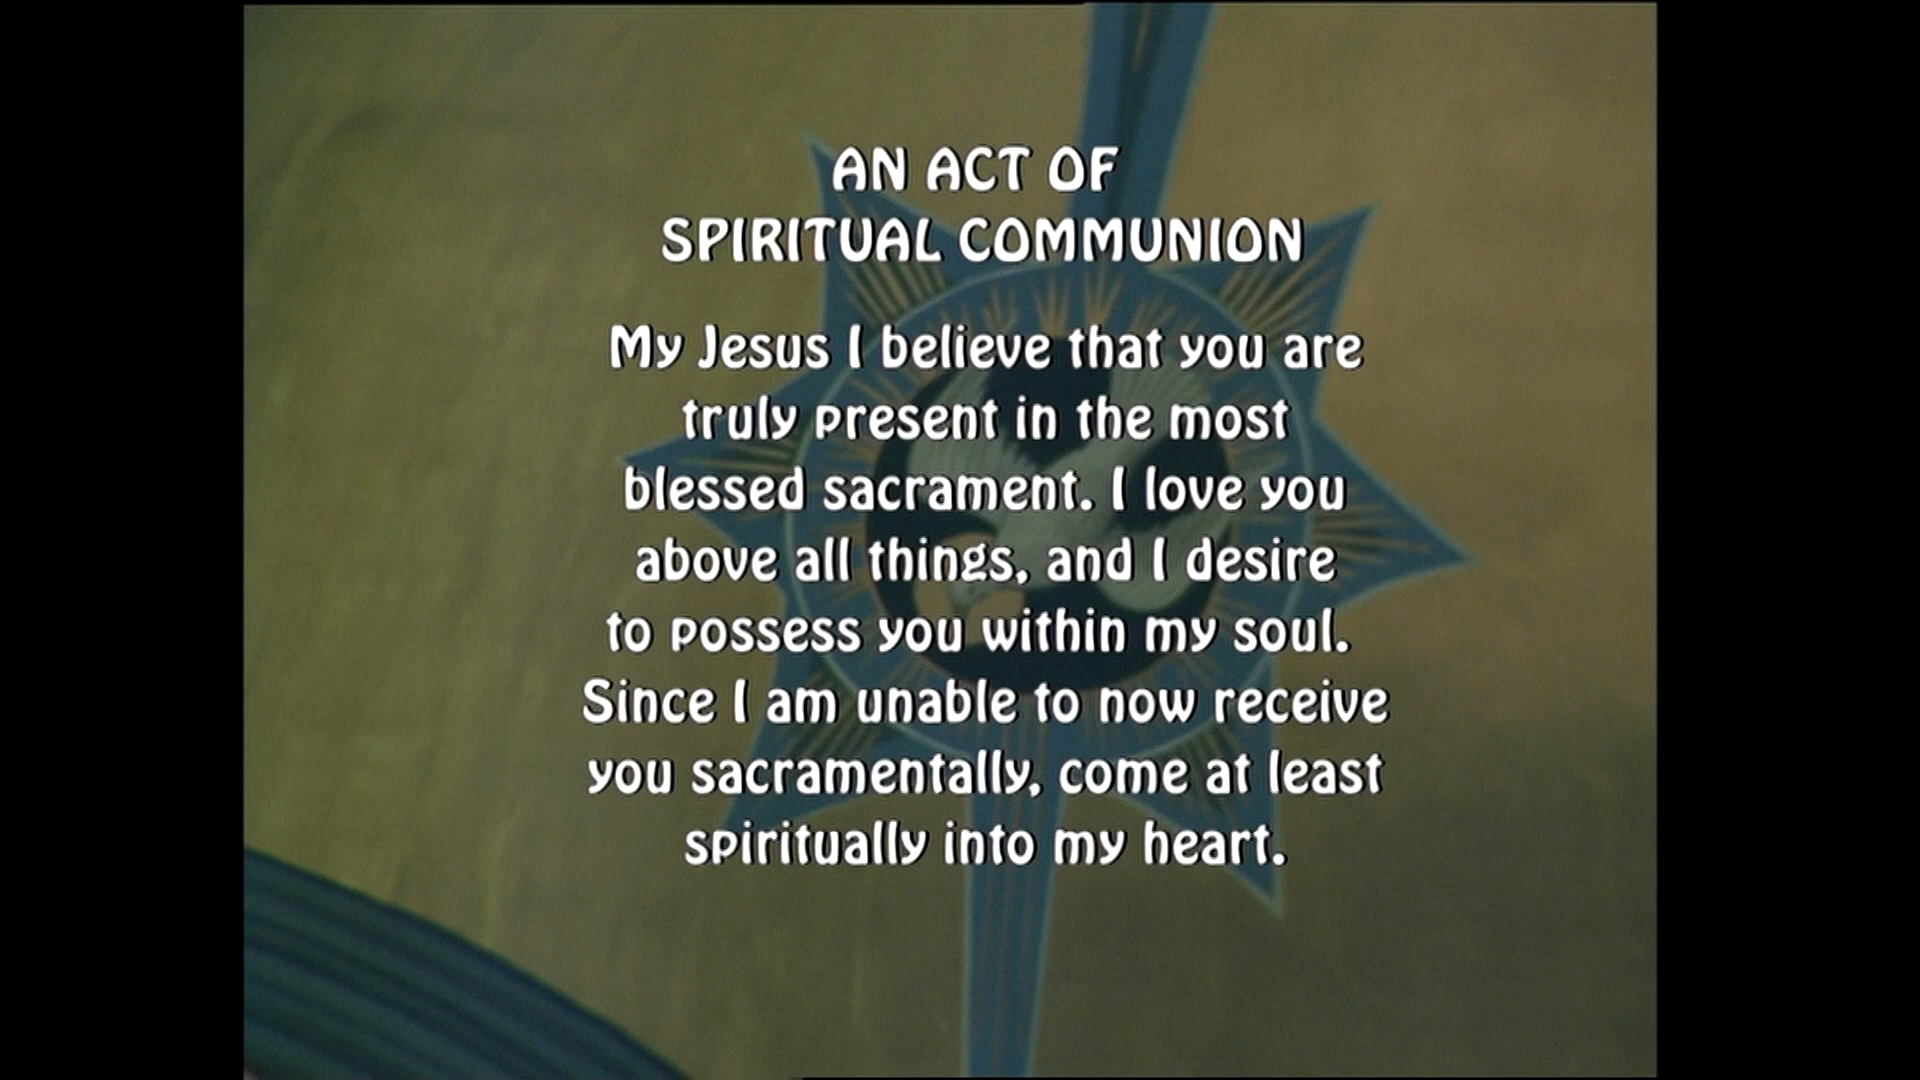 AN ACT OF
SPIRITUAL COMMUNION
My Jesus I believe that you are
truly present in the most
blessed sacrament. I love you
above all things, and I desire
to possess you within my soul.
Since I am unable to now receive
you sacramentally, come at least
spiritually into my heart.